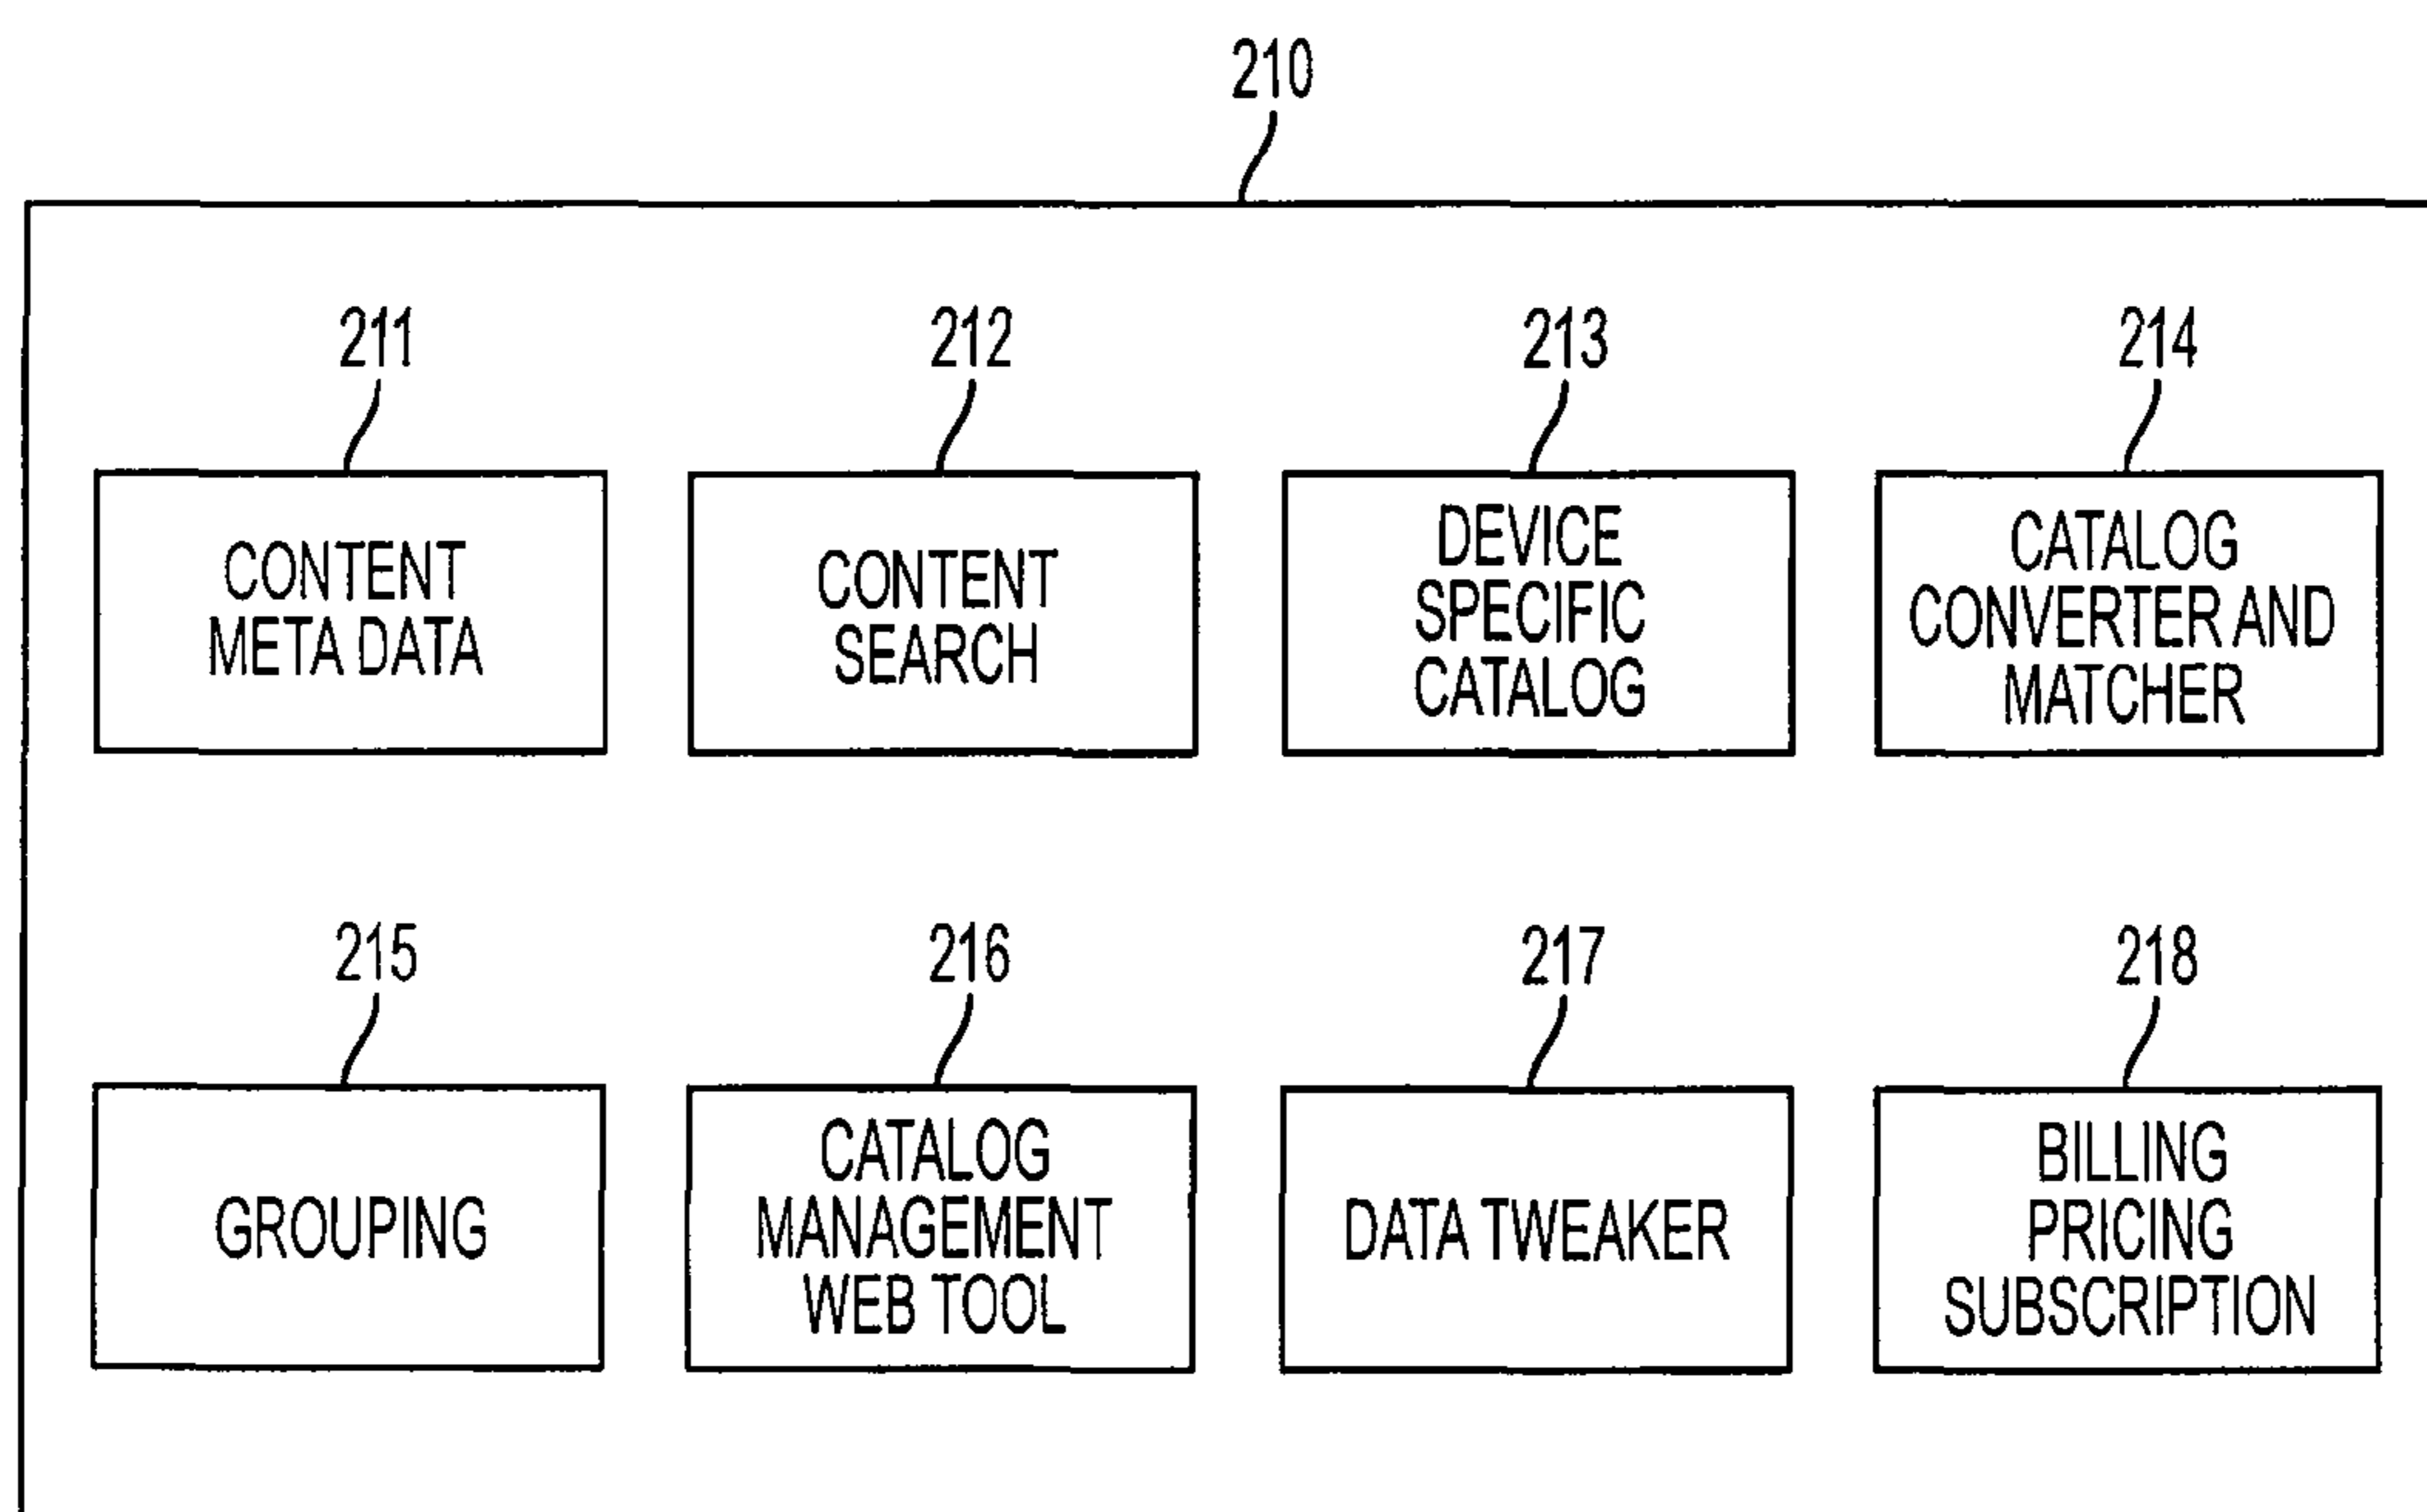 210
211
212
213
214
CONTENT
META DATA
CONTENT
SEARCH
DEVICE
SPECIFIC
CATALOG
CATALOG
CONVERTER AND
MATCHER
215
216
217
218
GROUPING
CATALOG
MANAGEMENT
WEB TOOL
DATA TWEAKER
BILLING
PRICING
SUBSCRIPTION